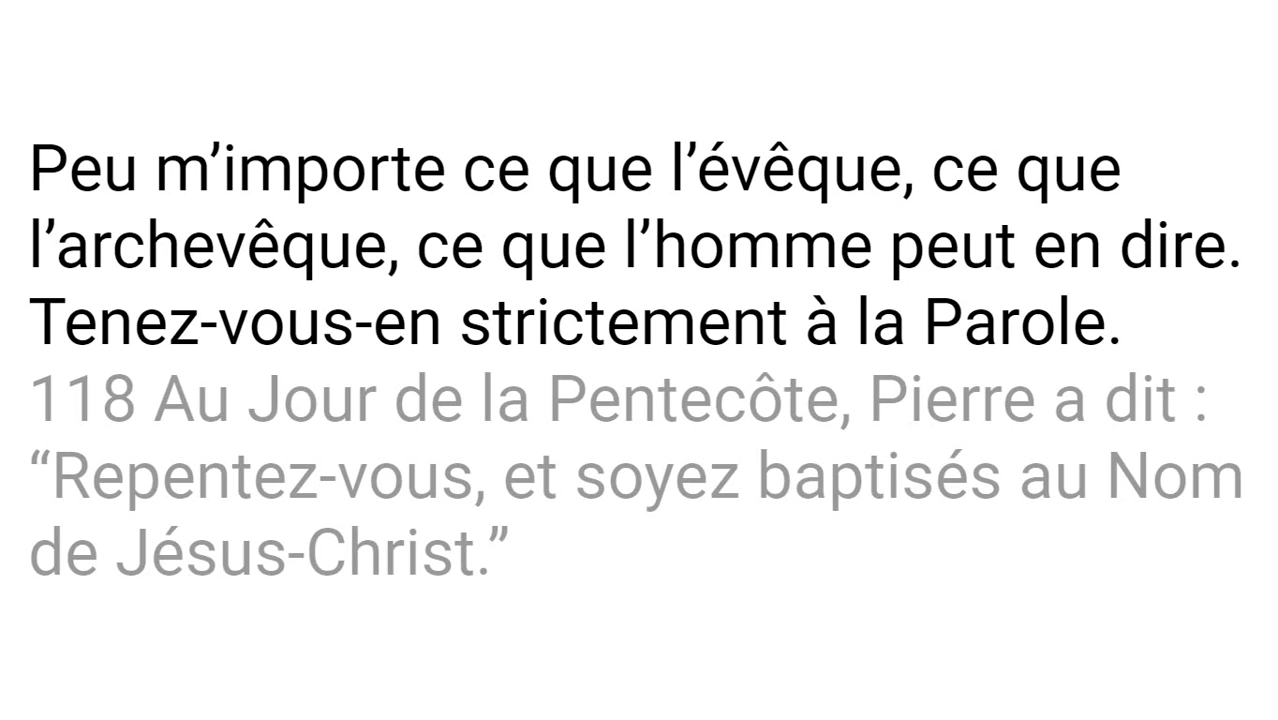 Peu m’importe ce que l’évêque, ce que
l’archevêque, ce que l’homme peut en dire.
Tenez-vous-en strictement à la Parole.
118 Au Jour de la Pentecôte, Pierre a dit :
“Repentez-vous, et soyez baptisés au Nom
de Jésus-Christ.”